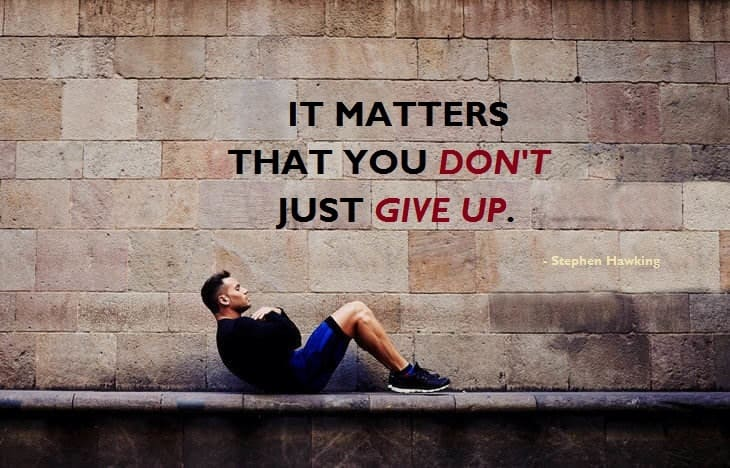 IT MATTERS
THAT YOU DON'T
JUST GIVE UP.
- Stephen Hawking